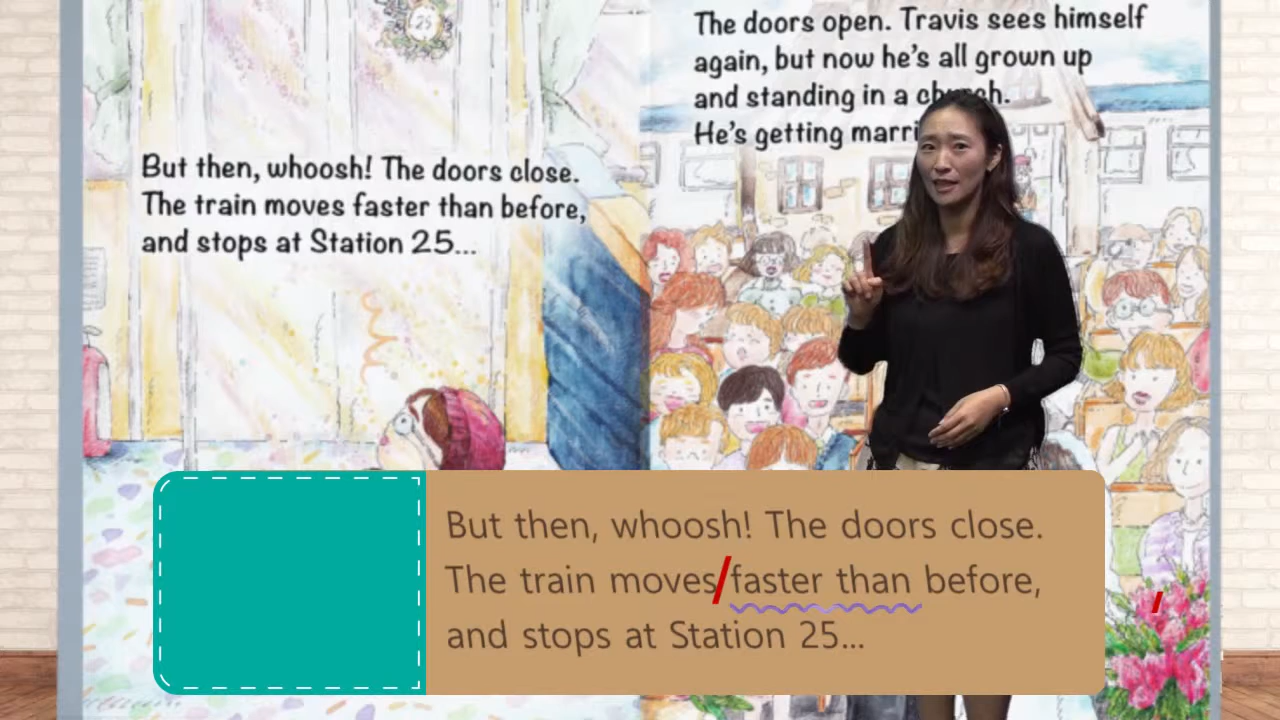 25
But then, whoosh! The doors close.
The train moves faster than before,
and stops at Station 25...
The doors open. Travis sees himself
again, but now he's all grown up
and standing in a
He's getting
But then, whoosh! The doors close.
The train moves/faster than before,
and stops at Station 25...